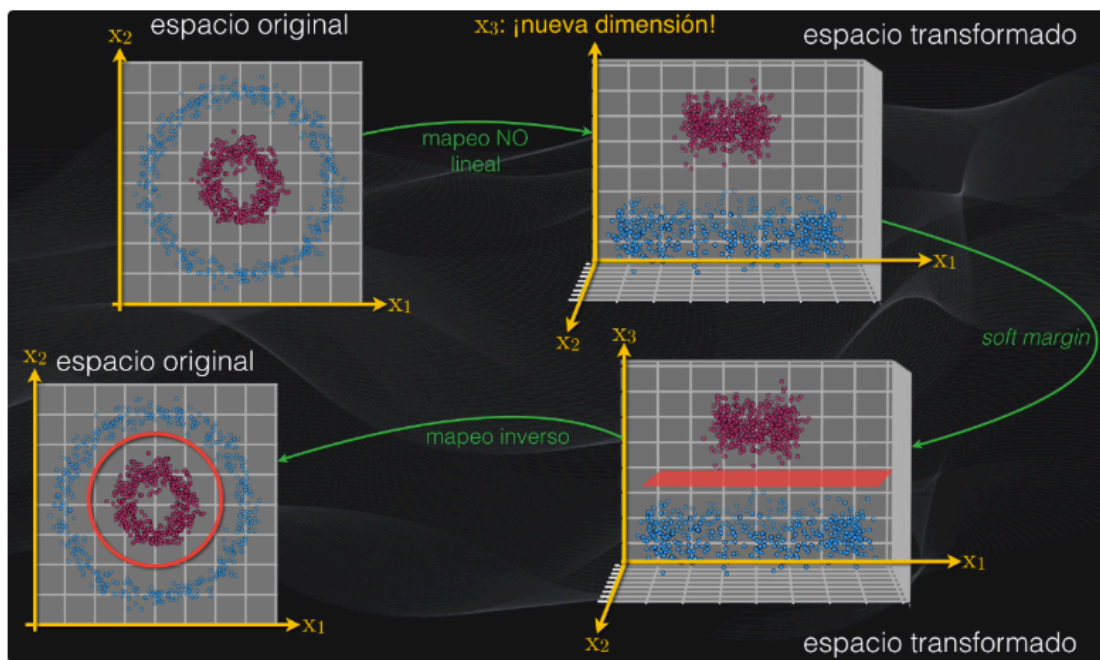 espacio original
x₂
x₁
mapeo NO
lineal
x₃: ¡nueva dimensión!
espacio transformado
x₁
x₂
soft margin
x₃
x₁
x₂
espacio transformado
mapeo inverso
x₂
espacio original
x₁